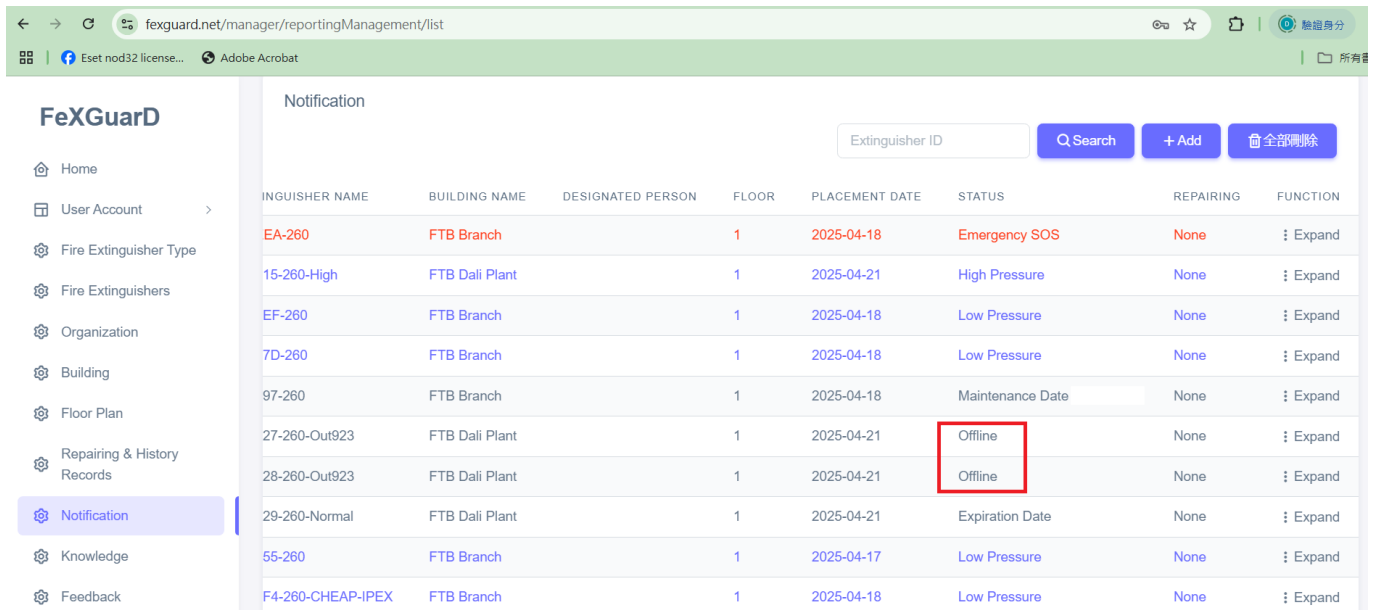 fexguard.net/manager/reportingManagement/list
驗證身分
Eset nod32 license...
Adobe Acrobat
所有
FeXGuarD
Home
User Account
Fire Extinguisher Type
Fire Extinguishers
Organization
Building
Floor Plan
Repairing & History
Records
Notification
Knowledge
Feedback
Notification
Extinguisher ID
Search
+ Add
全部刪除
INGUISHER NAME BUILDING NAME DESIGNATED PERSON FLOOR PLACEMENT DATE STATUS REPAIRING FUNCTION
EA-260 FTB Branch 1 2025-04-18 Emergency SOS None Expand
15-260-High FTB Dali Plant 1 2025-04-21 High Pressure None Expand
EF-260 FTB Branch 1 2025-04-18 Low Pressure None Expand
7D-260 FTB Branch 1 2025-04-18 Low Pressure None Expand
97-260 FTB Branch 1 2025-04-18 Maintenance Date None Expand
27-260-Out923 FTB Dali Plant 1 2025-04-21 Offline None Expand
28-260-Out923 FTB Dali Plant 1 2025-04-21 Offline None Expand
29-260-Normal FTB Dali Plant 1 2025-04-21 Expiration Date None Expand
55-260 FTB Branch 1 2025-04-17 Low Pressure None Expand
F4-260-CHEAP-IPEX FTB Branch 1 2025-04-18 Low Pressure None Expand